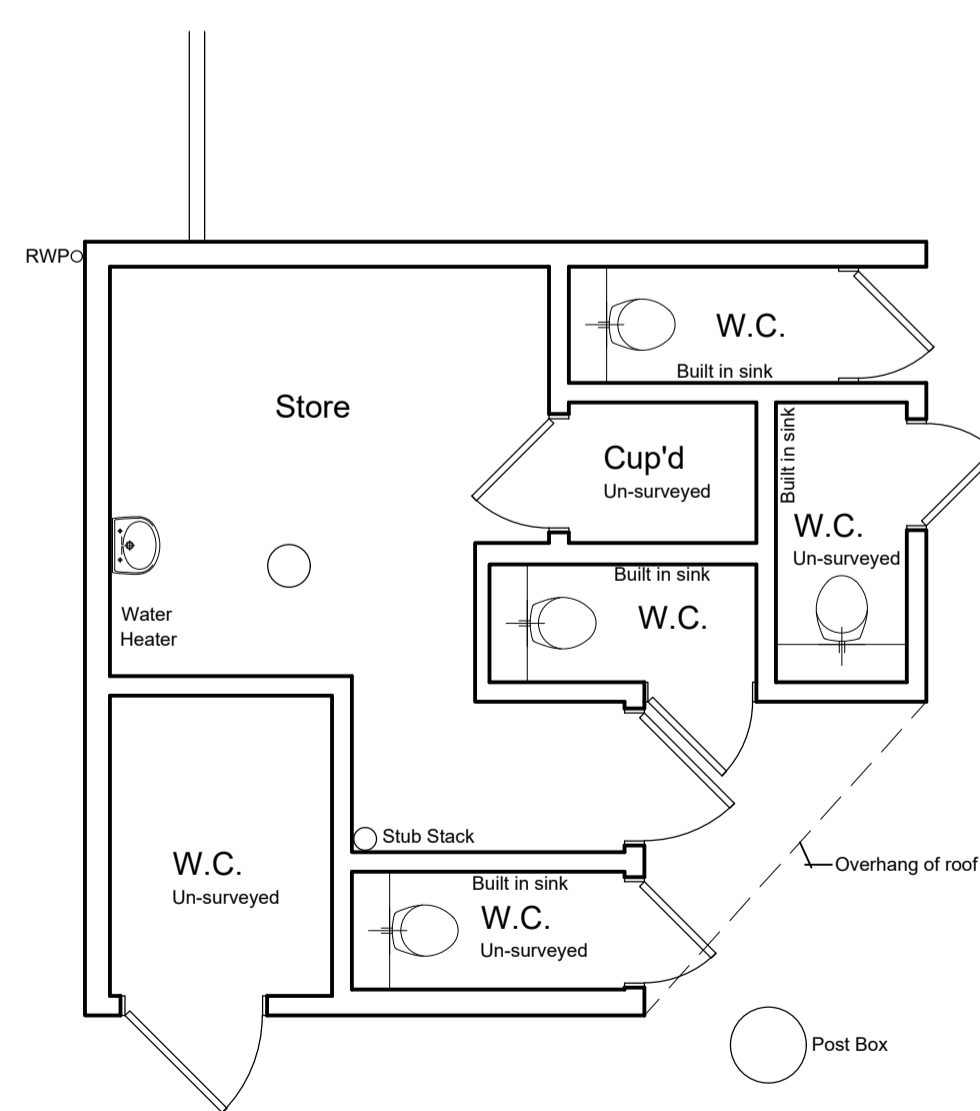 RWP
W.C.
Built in sink
Store
Cup'd
Un-surveyed
Built in sink
W.C.
Un-surveyed
Built in sink
W.C.
Water
Heater
Stub Stack
Overhang of roof
W.C.
Un-surveyed
Built in sink
W.C.
Un-surveyed
Post Box